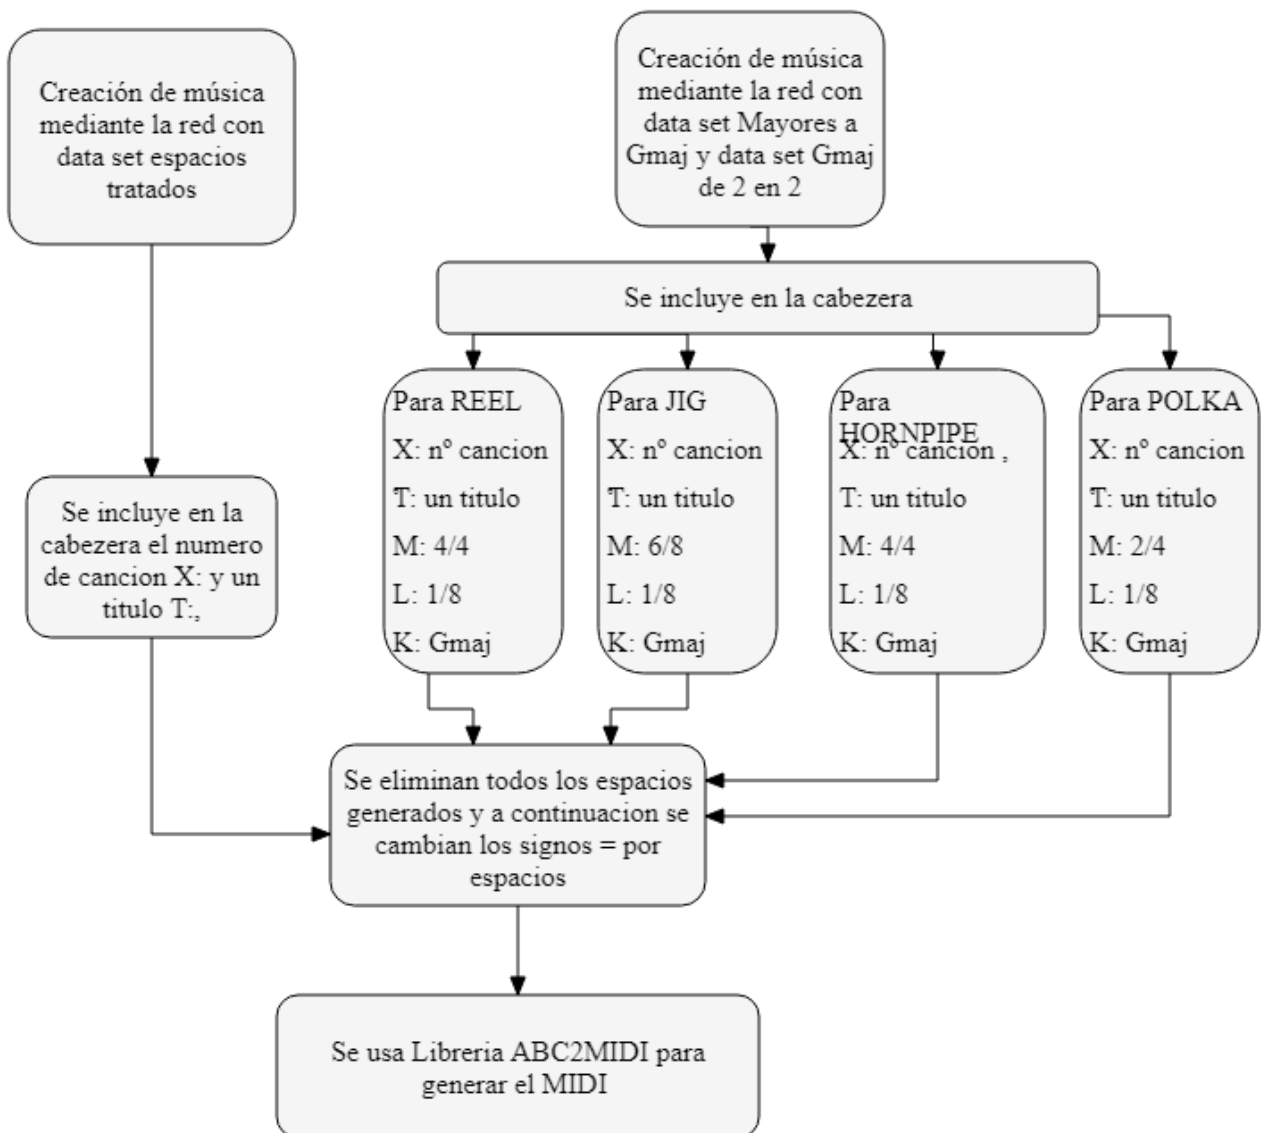 Creación de música
mediante la red con
data set espacios
tratados
Creación de música
mediante la red con
data set Mayores a
Gmaj y data set Gmaj
de 2 en 2
Se incluye en la cabezera
Para REEL
X: nº cancion
T: un titulo
M: 4/4
L: 1/8
K: Gmaj
Para JIG
X: nº cancion
T: un titulo
M: 6/8
L: 1/8
K: Gmaj
Para
HORNPIPE
X: nº cancion ,
T: un titulo
M: 4/4
L: 1/8
K: Gmaj
Para POLKA
X: nº cancion
T: un titulo
M: 2/4
L: 1/8
K: Gmaj
Se incluye en la
cabezera el numero
de cancion X: y un
titulo T:,
Se eliminan todos los espacios
generados y a continuacion se
cambian los signos = por
espacios
Se usa Libreria ABC2MIDI para
generar el MIDI